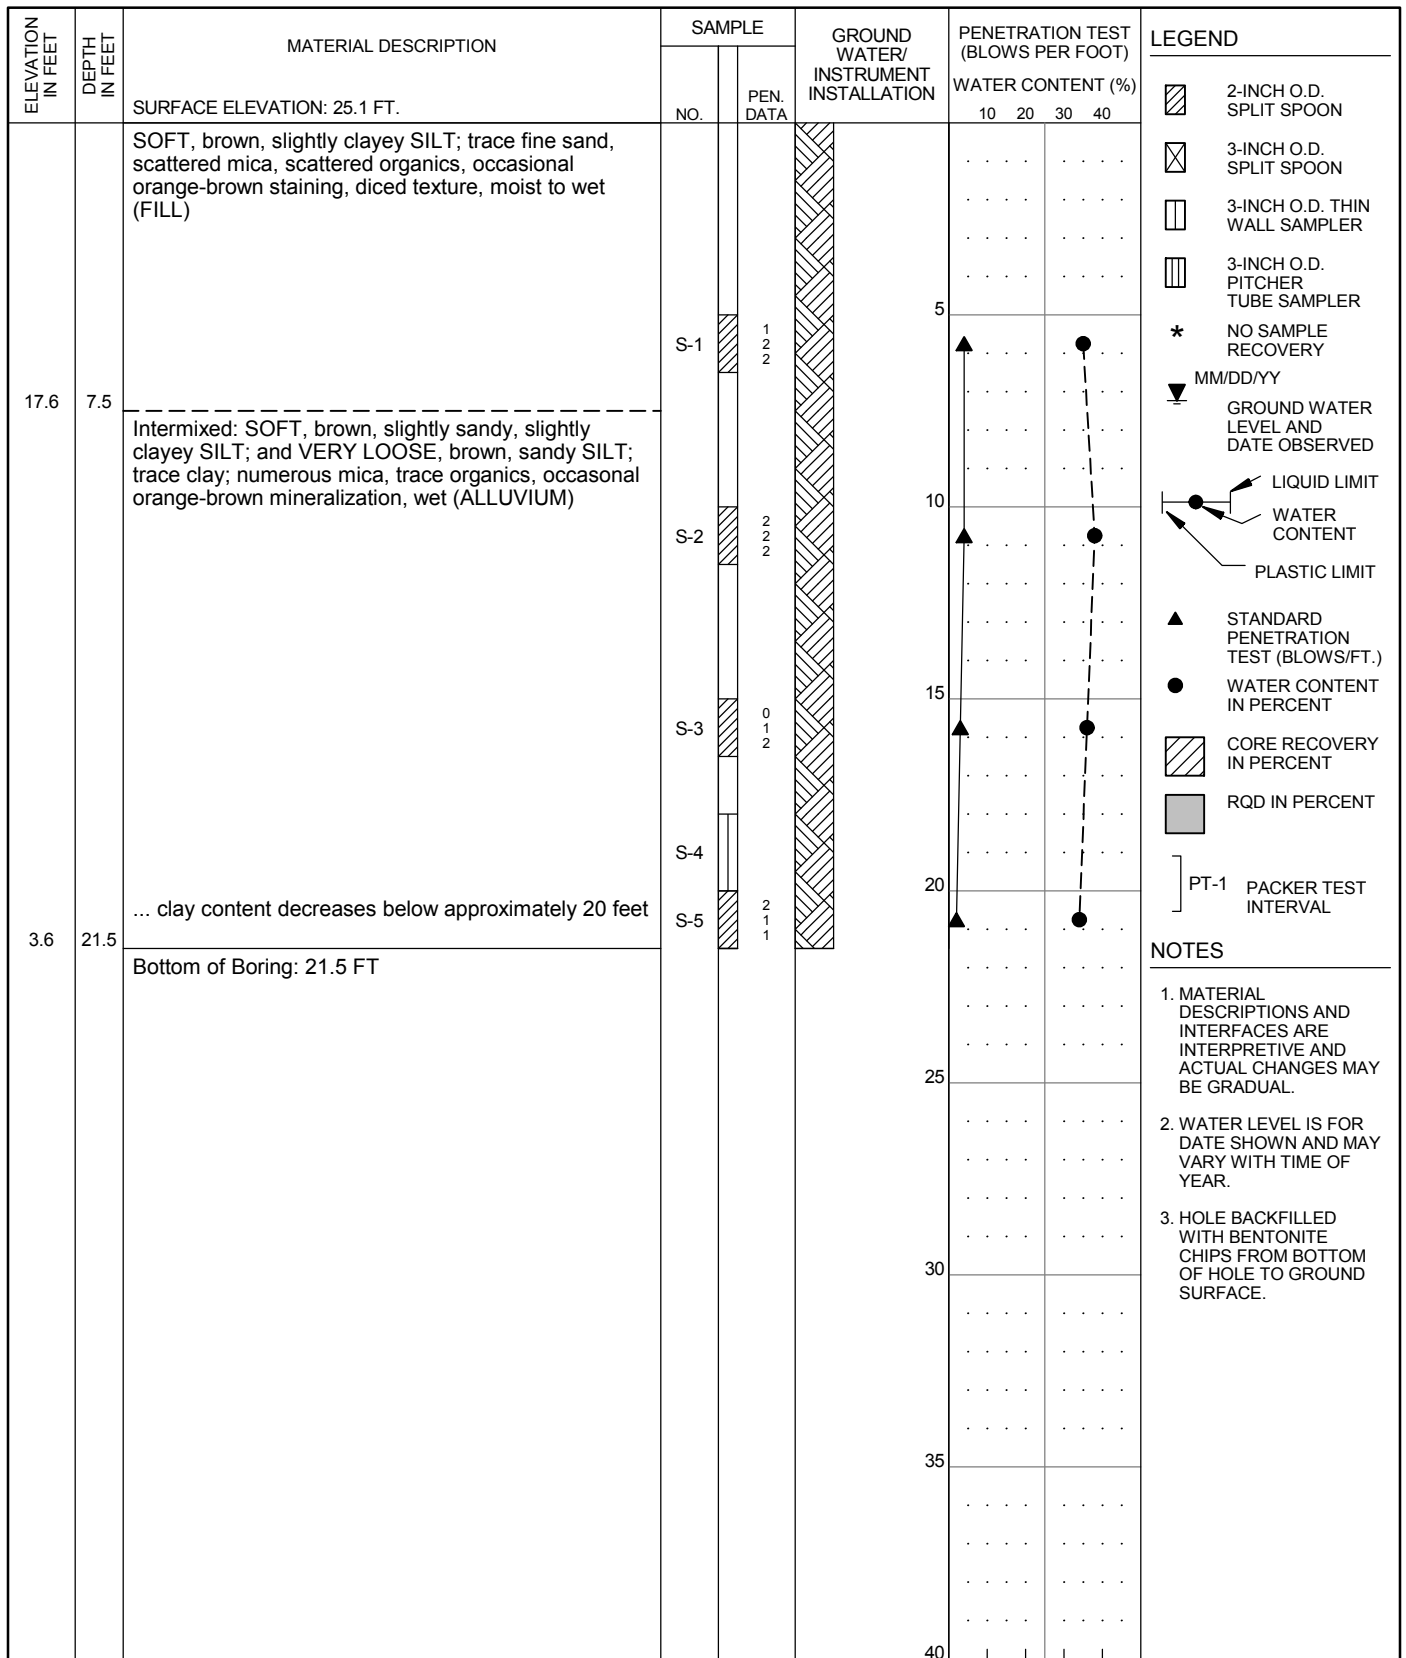 ELEVATION
IN FEET
DEPTH
IN FEET
MATERIAL DESCRIPTION
SURFACE ELEVATION: 25.1 FT.
SAMPLE
NO.
PEN.
DATA
GROUND
WATER/
INSTRUMENT
INSTALLATION
PENETRATION TEST
(BLOWS PER FOOT)
WATER CONTENT (%)
10 20 30 40
SOFT, brown, slightly clayey SILT; trace fine sand,
scattered mica, scattered organics, occasional
orange-brown staining, diced texture, moist to wet
(FILL)
5
S-1
1
2
2
17.6 7.5
Intermixed: SOFT, brown, slightly sandy, slightly
clayey SILT; and VERY LOOSE, brown, sandy SILT;
trace clay; numerous mica, trace organics, occasonal
orange-brown mineralization, wet (ALLUVIUM)
10
S-2
2
2
2
15
S-3
0
1
2
S-4
20
... clay content decreases below approximately 20 feet
S-5
2
1
1
3.6 21.5
Bottom of Boring: 21.5 FT
25
30
35
40
LEGEND
2-INCH O.D.
SPLIT SPOON
3-INCH O.D.
SPLIT SPOON
3-INCH O.D. THIN
WALL SAMPLER
3-INCH O.D.
PITCHER
TUBE SAMPLER
* NO SAMPLE
RECOVERY
MM/DD/YY
GROUND WATER
LEVEL AND
DATE OBSERVED
LIQUID LIMIT
WATER
CONTENT
PLASTIC LIMIT
STANDARD
PENETRATION
TEST (BLOWS/FT.)
WATER CONTENT
IN PERCENT
CORE RECOVERY
IN PERCENT
RQD IN PERCENT
PT-1 PACKER TEST
INTERVAL
NOTES
1. MATERIAL
DESCRIPTIONS AND
INTERFACES ARE
INTERPRETIVE AND
ACTUAL CHANGES MAY
BE GRADUAL.
2. WATER LEVEL IS FOR
DATE SHOWN AND MAY
VARY WITH TIME OF
YEAR.
3. HOLE BACKFILLED
WITH BENTONITE
CHIPS FROM BOTTOM
OF HOLE TO GROUND
SURFACE.